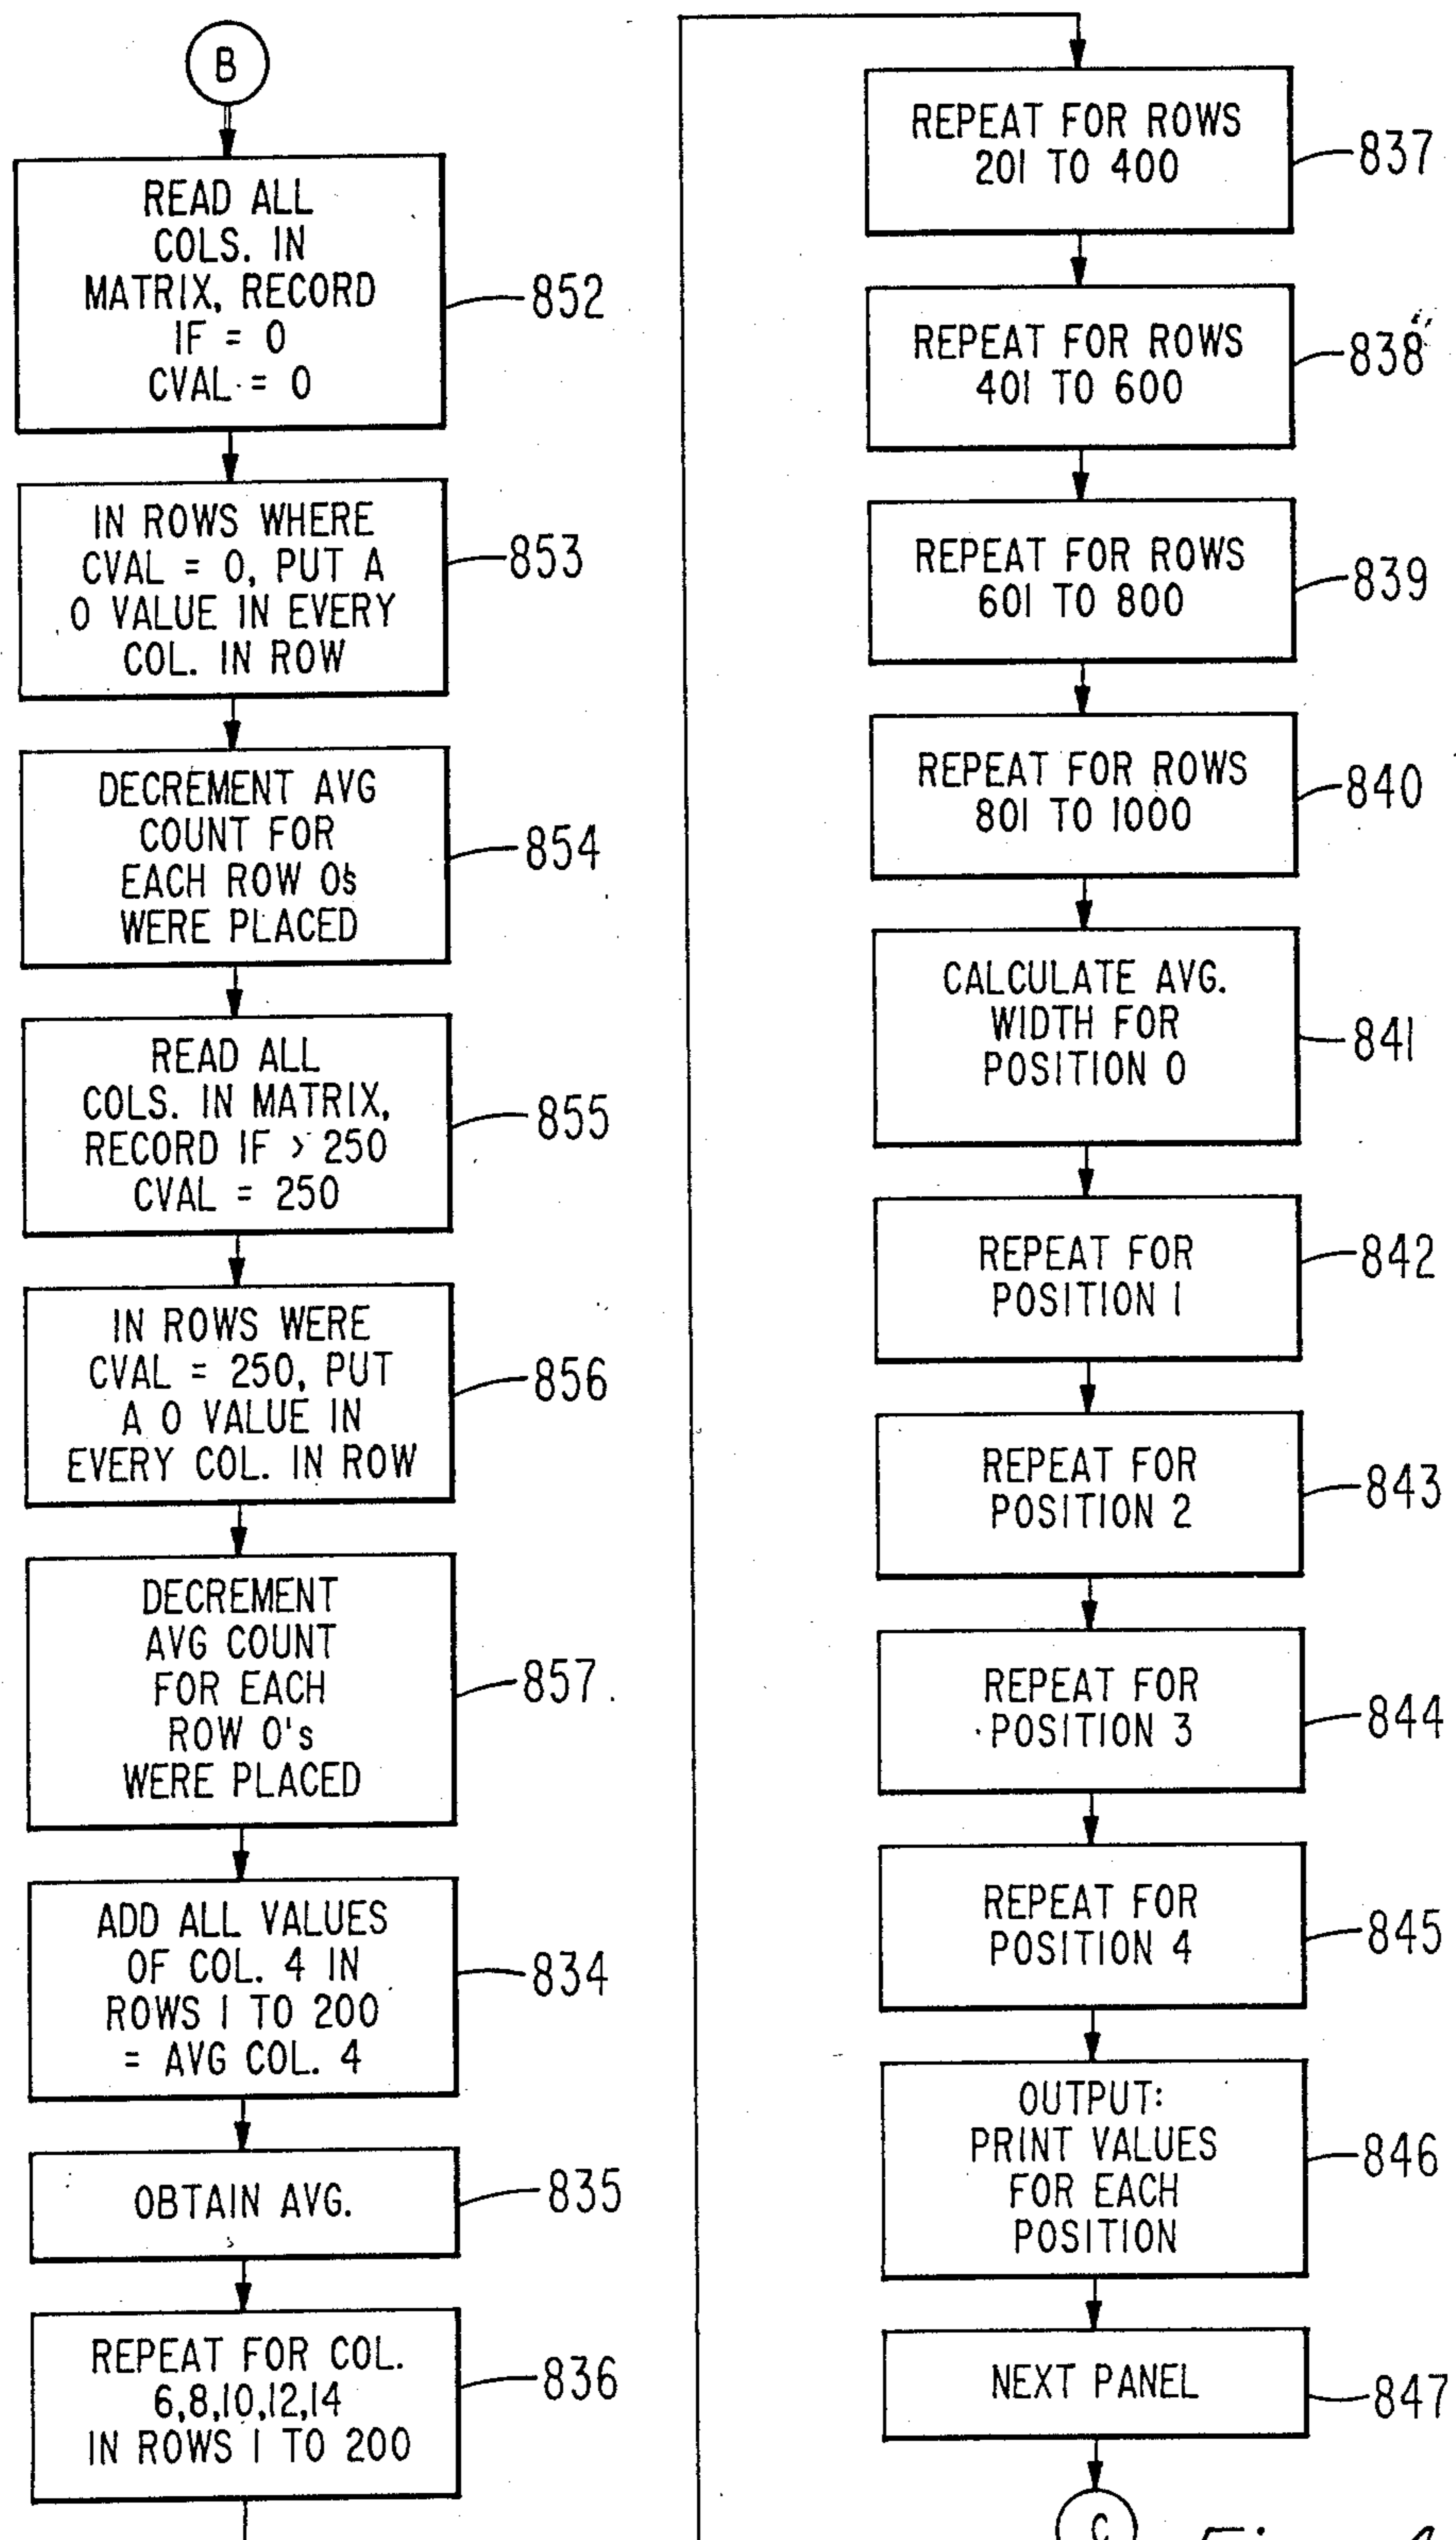 B
READ ALL
COLS. IN
MATRIX, RECORD
IF = 0
CVAL = 0
852
IN ROWS WHERE
CVAL = 0, PUT A
0 VALUE IN EVERY
COL. IN ROW
853
DECREMENT AVG
COUNT FOR
EACH ROW 0s
WERE PLACED
854
READ ALL
COLS. IN MATRIX,
RECORD IF > 250
CVAL = 250
855
IN ROWS WERE
CVAL = 250, PUT
A 0 VALUE IN
EVERY COL. IN ROW
856
DECREMENT
AVG COUNT
FOR EACH
ROW 0's
WERE PLACED
857
ADD ALL VALUES
OF COL. 4 IN
ROWS 1 TO 200
= AVG COL. 4
834
OBTAIN AVG.
835
REPEAT FOR COL.
6,8,10,12,14
IN ROWS 1 TO 200
836
REPEAT FOR ROWS
201 TO 400
837
REPEAT FOR ROWS
401 TO 600
838
REPEAT FOR ROWS
601 TO 800
839
REPEAT FOR ROWS
801 TO 1000
840
CALCULATE AVG.
WIDTH FOR
POSITION 0
841
REPEAT FOR
POSITION 1
842
REPEAT FOR
POSITION 2
843
REPEAT FOR
POSITION 3
844
REPEAT FOR
POSITION 4
845
OUTPUT:
PRINT VALUES
FOR EACH
POSITION
846
NEXT PANEL
847
C